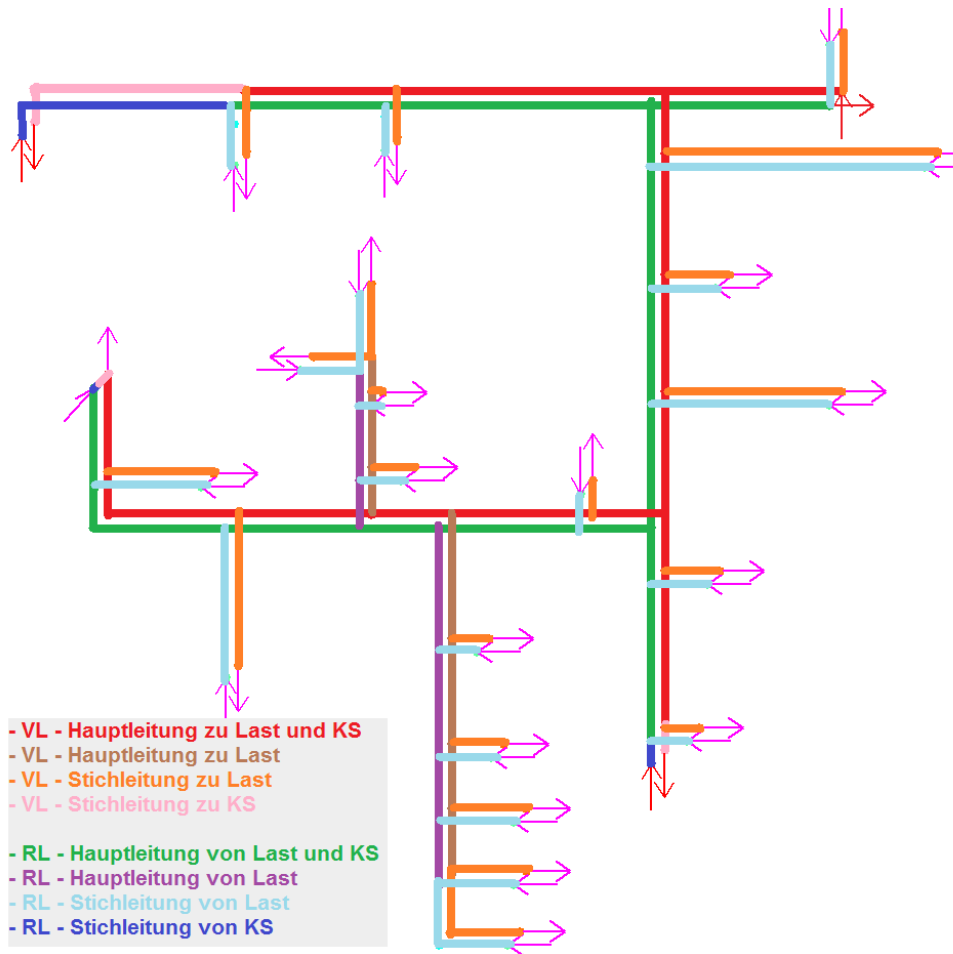 - VL - Hauptleitung zu Last und KS
- VL - Hauptleitung zu Last
- VL - Stichleitung zu Last
- VL - Stichleitung zu KS
- RL - Hauptleitung von Last und KS
- RL - Hauptleitung von Last
- RL - Stichleitung von Last
- RL - Stichleitung von KS